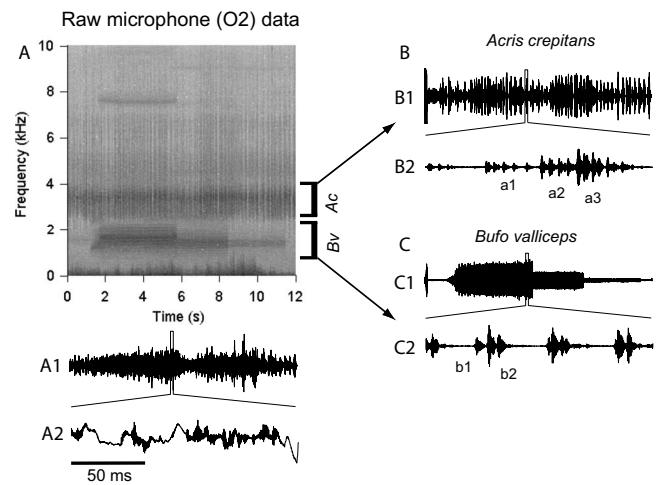 Raw microphone (O2) data
A
10
8
6
4
2
0
Frequency (kHz)
0 2 4 6 8 10 12
Time (s)
Ac
Bv
A1
A2
50 ms
B
Acris crepitans
B1
B2
a1 a2 a3
C
Bufo valliceps
C1
C2
b1 b2